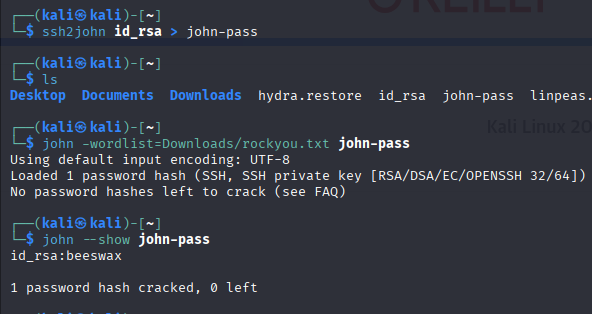 O'REILLY
┌──(kali㉿kali)-[~]
└─$ ssh2john id_rsa > john-pass
┌──(kali㉿kali)-[~]
└─$ ls
Desktop Documents Downloads hydra.restore id_rsa john-pass linpeas.
Kali Linux 20
┌──(kali㉿kali)-[~]
└─$ john -wordlist=Downloads/rockyou.txt john-pass
Using default input encoding: UTF-8
Loaded 1 password hash (SSH, SSH private key [RSA/DSA/EC/OPENSSH 32/64])
No password hashes left to crack (see FAQ)
┌──(kali㉿kali)-[~]
└─$ john --show john-pass
id_rsa:beeswax
1 password hash cracked, 0 left